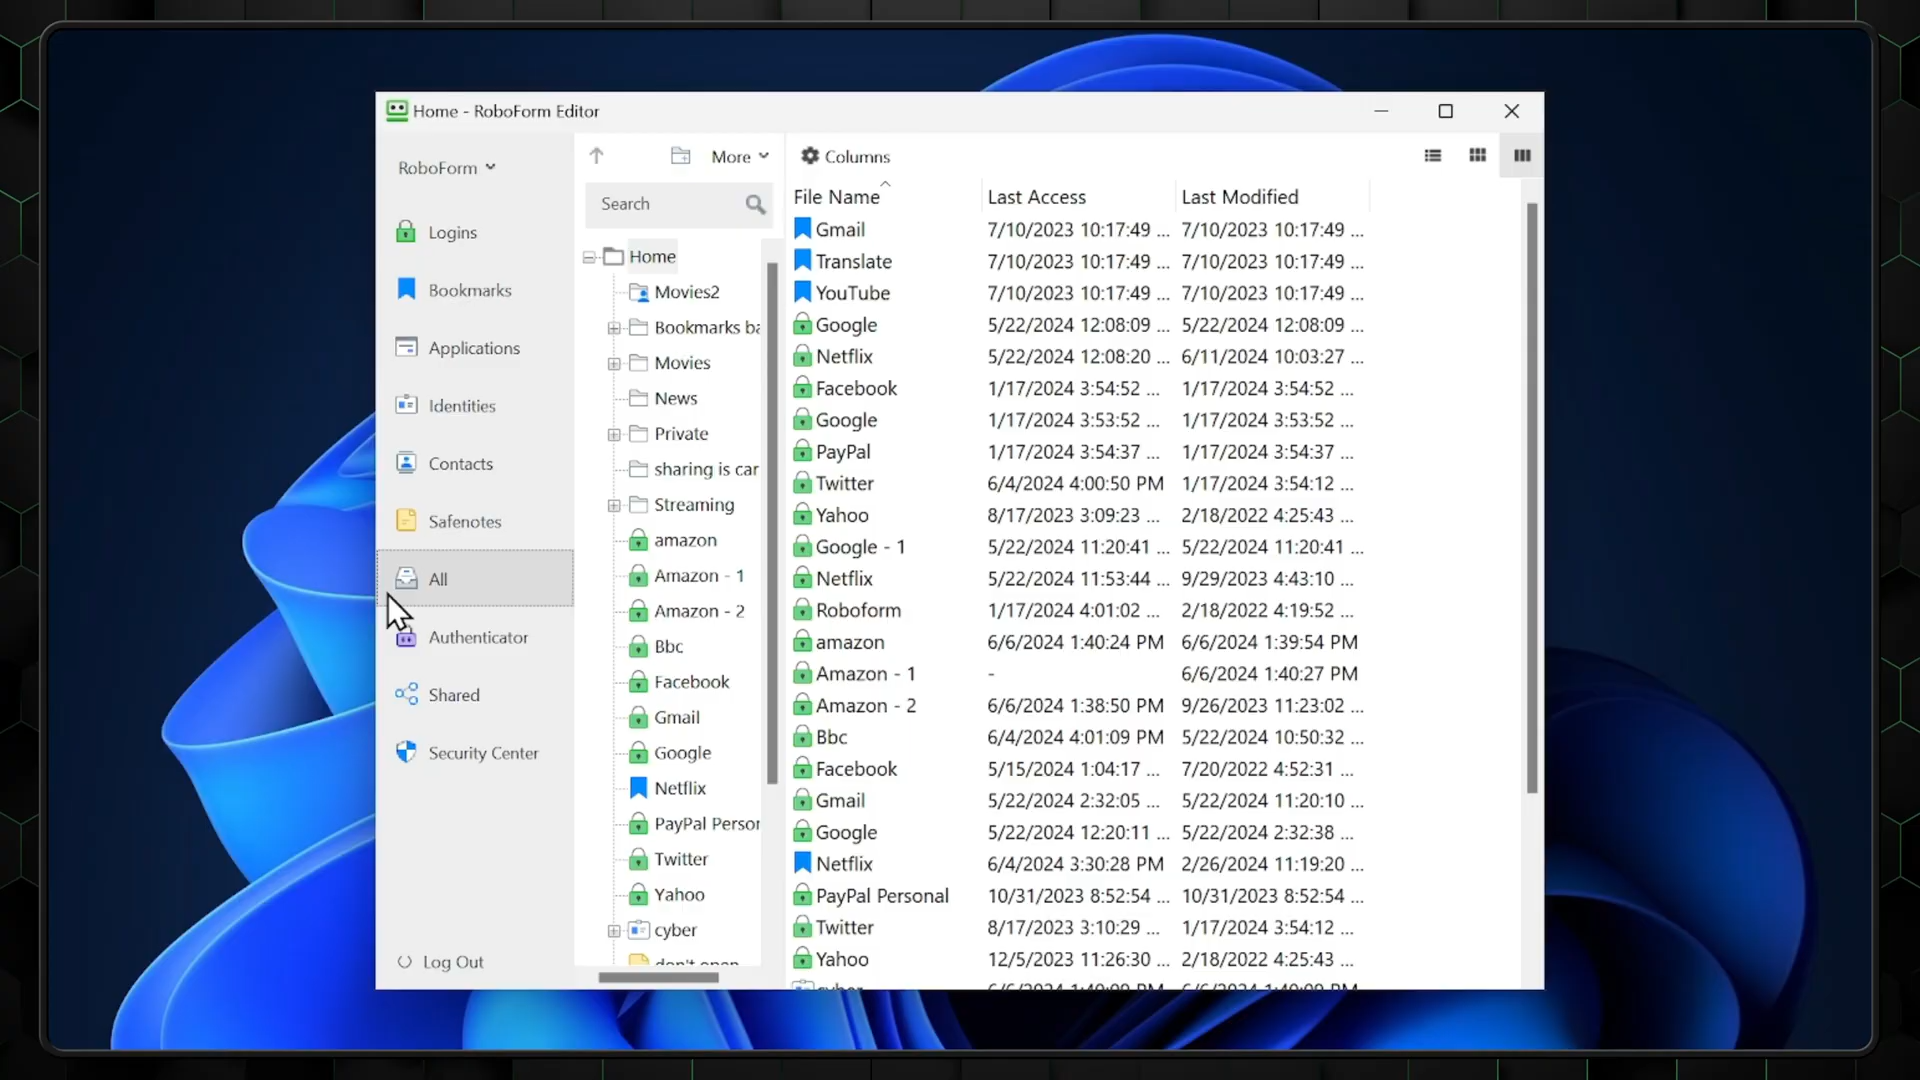 Home - RoboForm Editor
RoboForm
Logins
Bookmarks
Applications
Identities
Contacts
Safenotes
All
Authenticator
Shared
Security Center
Log Out
More
Search
Home
Movies2
Bookmarks ba
Movies
News
Private
sharing is car
Streaming
amazon
Amazon - 1
Amazon - 2
Bbc
Facebook
Gmail
Google
Netflix
PayPal Person
Twitter
Yahoo
cyber
don't open
Columns
File Name Last Access Last Modified
Gmail 7/10/2023 10:17:49 ... 7/10/2023 10:17:49 ...
Translate 7/10/2023 10:17:49 ... 7/10/2023 10:17:49 ...
YouTube 7/10/2023 10:17:49 ... 7/10/2023 10:17:49 ...
Google 5/22/2024 12:08:09 ... 5/22/2024 12:08:09 ...
Netflix 5/22/2024 12:08:20 ... 6/11/2024 10:03:27 ...
Facebook 1/17/2024 3:54:52 ... 1/17/2024 3:54:52 ...
Google 1/17/2024 3:53:52 ... 1/17/2024 3:53:52 ...
PayPal 1/17/2024 3:54:37 ... 1/17/2024 3:54:37 ...
Twitter 6/4/2024 4:00:50 PM 1/17/2024 3:54:12 ...
Yahoo 8/17/2023 3:09:23 ... 2/18/2022 4:25:43 ...
Google - 1 5/22/2024 11:20:41 ... 5/22/2024 11:20:41 ...
Netflix 5/22/2024 11:53:44 ... 9/29/2023 4:43:10 ...
Roboform 1/17/2024 4:01:02 ... 2/18/2022 4:19:52 ...
amazon 6/6/2024 1:40:24 PM 6/6/2024 1:39:54 PM
Amazon - 1 - 6/6/2024 1:40:27 PM
Amazon - 2 6/6/2024 1:38:50 PM 9/26/2023 11:23:02 ...
Bbc 6/4/2024 4:01:09 PM 5/22/2024 10:50:32 ...
Facebook 5/15/2024 1:04:17 ... 7/20/2022 4:52:31 ...
Gmail 5/22/2024 2:32:05 ... 5/22/2024 11:20:10 ...
Google 5/22/2024 12:20:11 ... 5/22/2024 2:32:38 ...
Netflix 6/4/2024 3:30:28 PM 2/26/2024 11:19:20 ...
PayPal Personal 10/31/2023 8:52:54 ... 10/31/2023 8:52:54 ...
Twitter 8/17/2023 3:10:29 ... 1/17/2024 3:54:12 ...
Yahoo 12/5/2023 11:26:30 ... 2/18/2022 4:25:43 ...